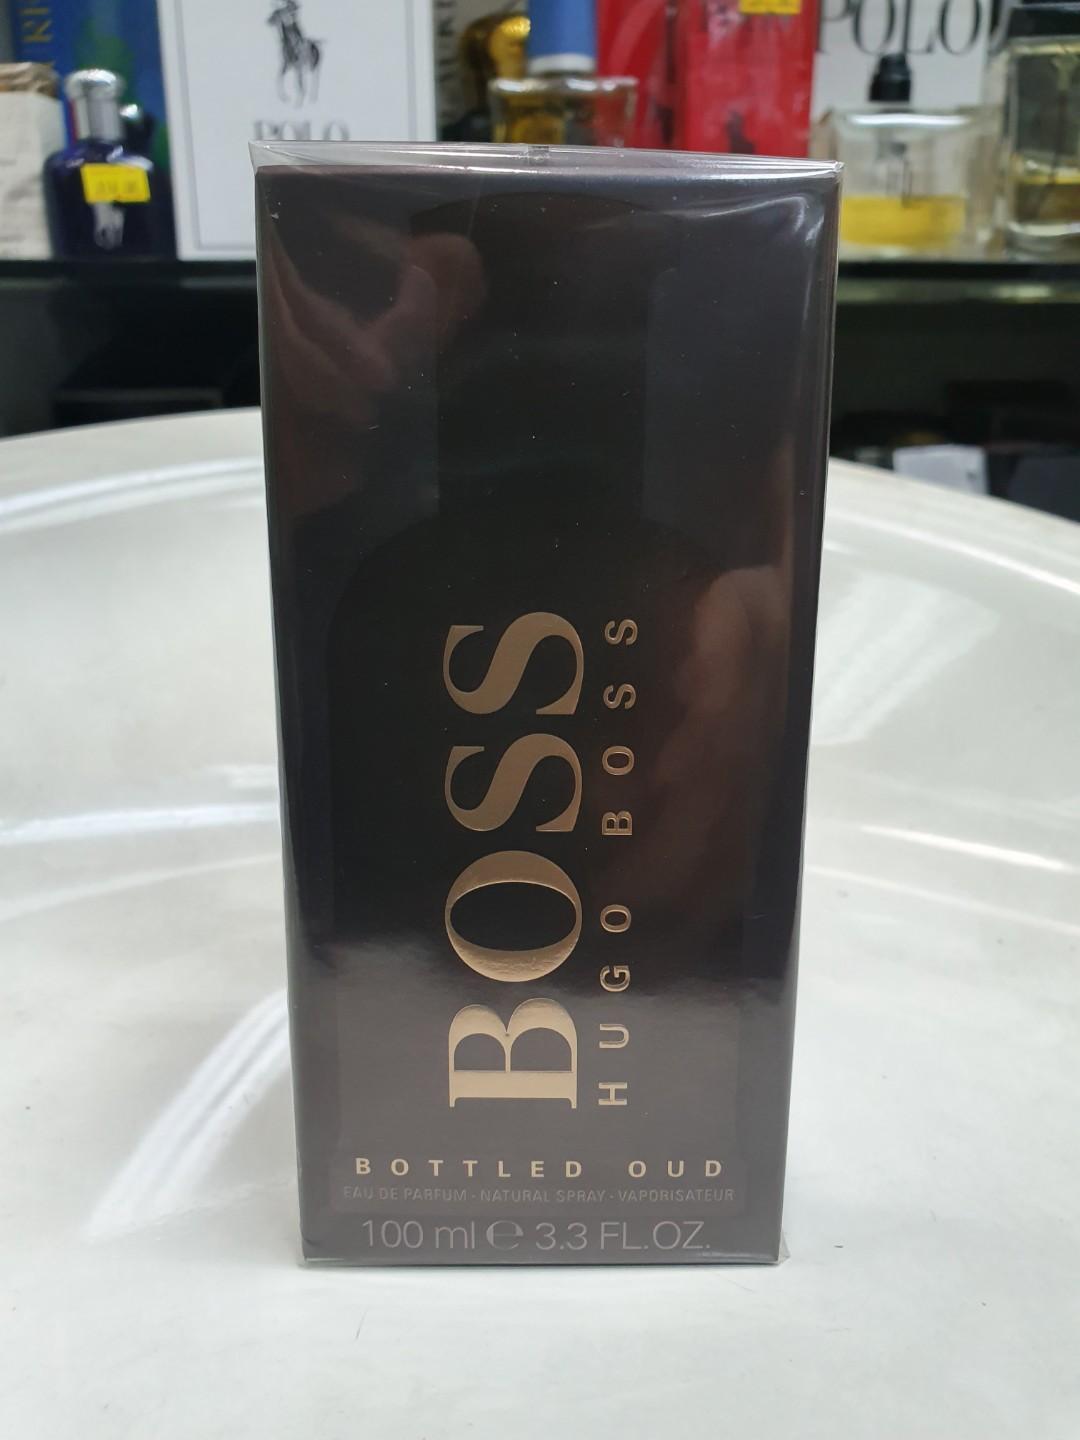 POLO
POLO
BOSS
HUGO BOSS
BOTTLED OUD
EAU DE PARFUM · NATURAL SPRAY · VAPORISATEUR
100 ml ℮ 3.3 FL.OZ.